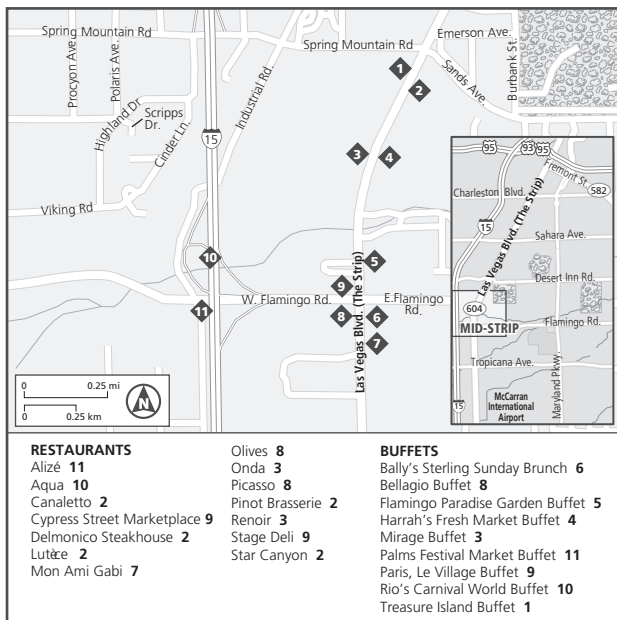 Spring Mountain Rd
Spring Mountain Rd
Emerson Ave.
Procyon Ave.
Polaris Ave.
Highland Dr
Scripps
Dr.
Cinder Ln.
Industrial Rd.
Sands Ave.
Burbank St.
15
Viking Rd
1
2
3
4
5
6
7
8
9
10
11
W. Flamingo Rd.
E.Flamingo
Rd.
Las Vegas Blvd. (The Strip)
0 0.25 mi
0 0.25 km
N
95
93
95
Fremont St.
582
Charleston Blvd.
15
Las Vegas Blvd. (The Strip)
Sahara Ave.
Desert Inn Rd.
604
MID-STRIP
Flamingo Rd.
Tropicana Ave.
Maryland Pkwy.
McCarran
International
Airport
15
RESTAURANTS
Alizé 11
Aqua 10
Canaletto 2
Cypress Street Marketplace 9
Delmonico Steakhouse 2
Lutèce 2
Mon Ami Gabi 7
Olives 8
Onda 3
Picasso 8
Pinot Brasserie 2
Renoir 3
Stage Deli 9
Star Canyon 2
BUFFETS
Bally's Sterling Sunday Brunch 6
Bellagio Buffet 8
Flamingo Paradise Garden Buffet 5
Harrah's Fresh Market Buffet 4
Mirage Buffet 3
Palms Festival Market Buffet 11
Paris, Le Village Buffet 9
Rio's Carnival World Buffet 10
Treasure Island Buffet 1